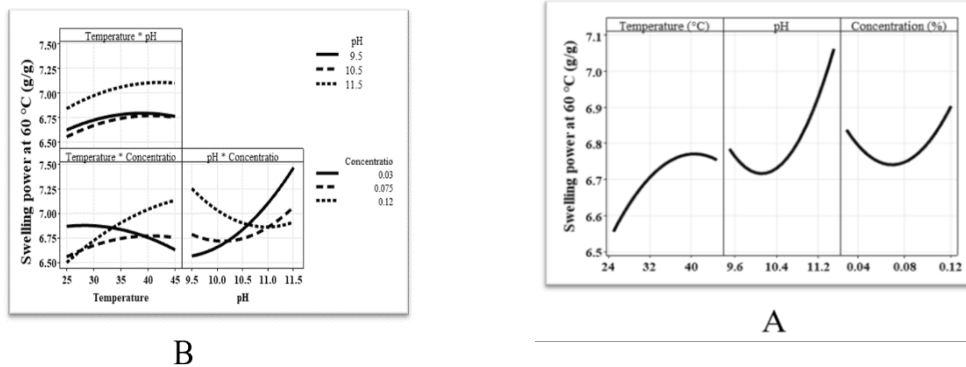 Temperature * pH
Swelling power at 60 °C (g/g)
7.50
7.25
7.00
6.75
6.50
pH
9.5
10.5
11.5
Temperature * Concentratio
pH * Concentratio
7.50
7.25
7.00
6.75
6.50
Concentratio
0.03
0.075
0.12
25 30 35 40 45
9.5 10.0 10.5 11.0 11.5
Temperature
pH
B
Temperature (°C)
pH
Concentration (%)
Swelling power at 60 °C (g/g)
7.1
7.0
6.9
6.8
6.7
6.6
6.5
24 32 40
9.6 10.4 11.2
0.04 0.08 0.12
A